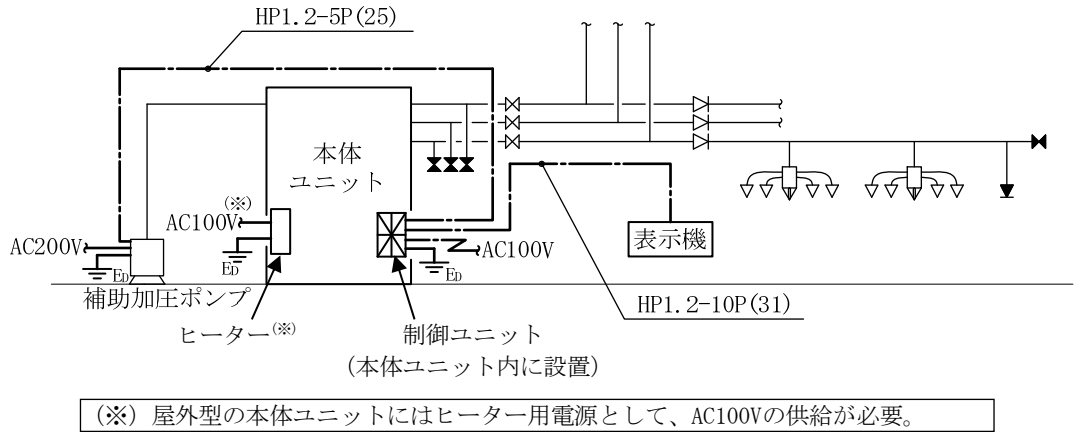 HP1.2-5P(25)
本体
ユニット
AC100V(※)
AC200V
ED
ED
ED
AC100V
表示機
補助加圧ポンプ
HP1.2-10P(31)
ヒーター(※)
制御ユニット
(本体ユニット内に設置)
(※) 屋外型の本体ユニットにはヒーター用電源として、AC100Vの供給が必要。